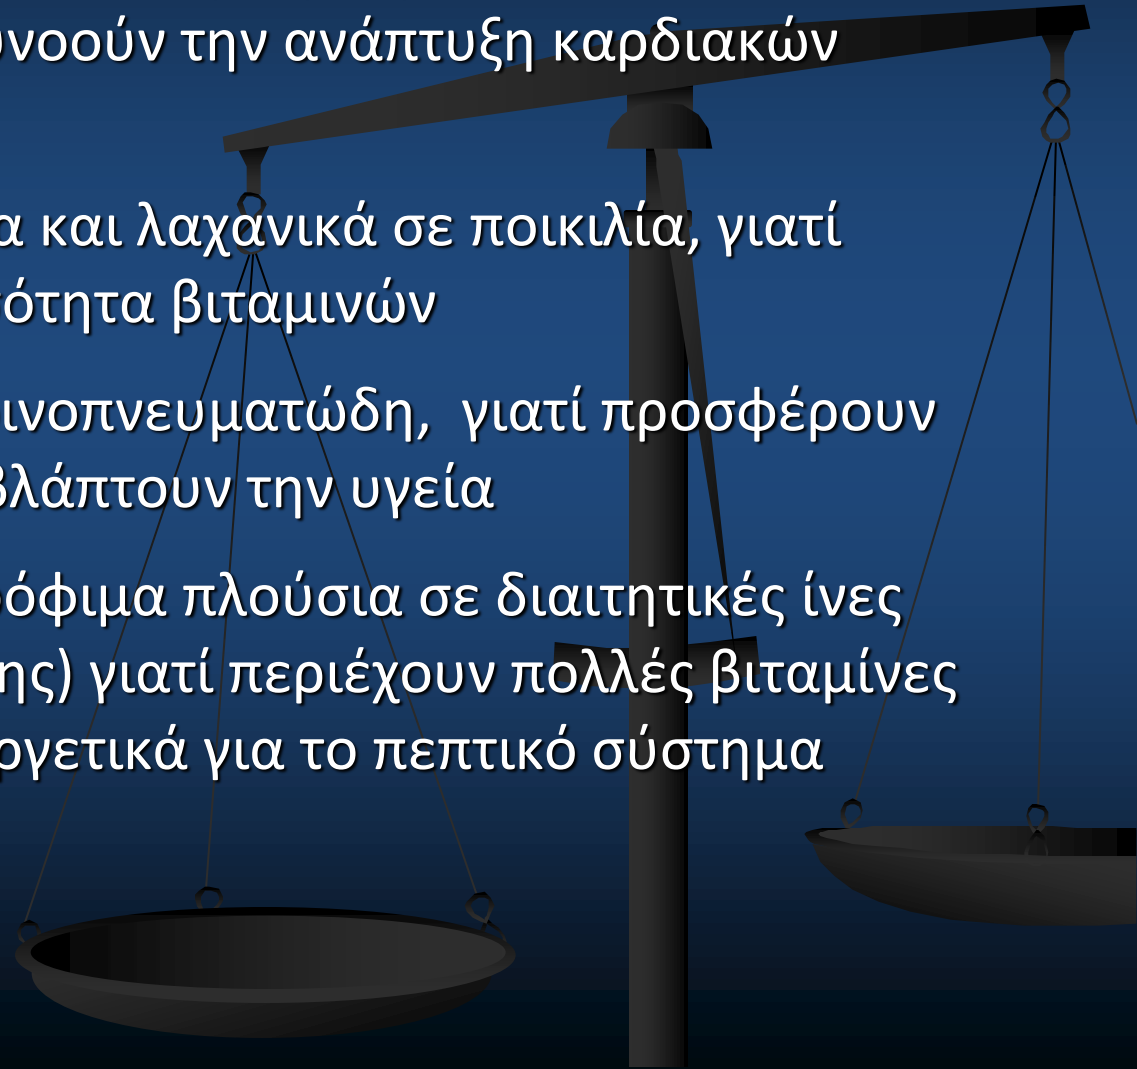 υνοούν την ανάπτυξη καρδιακών
α και λαχανικά σε ποικιλία, γιατί
ότητα βιταμινών
ινοπνευματώδη, γιατί προσφέρουν
βλάπτουν την υγεία
όφιμα πλούσια σε διαιτητικές ίνες
ης) γιατί περιέχουν πολλές βιταμίνες
ργετικά για το πεπτικό σύστημα